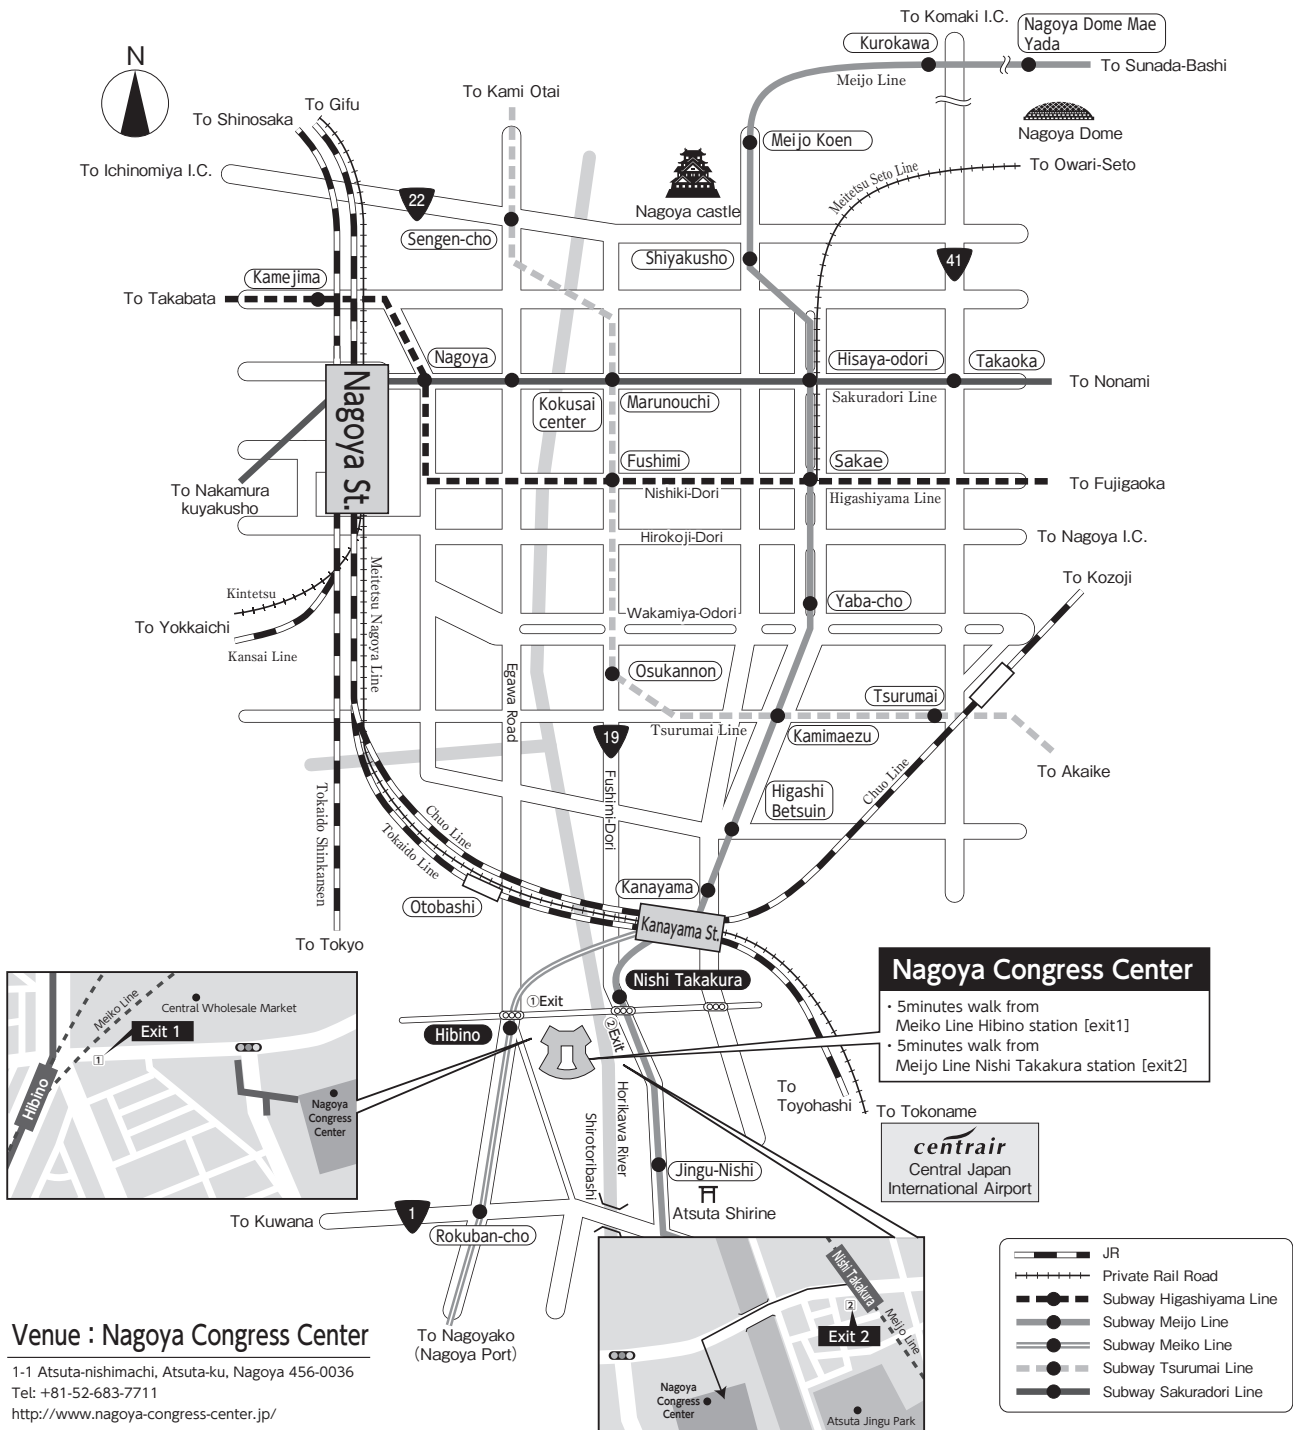 To Komaki I.C.
Nagoya Dome Mae
Yada
Kurokawa
To Sunada-Bashi
Meijo Line
N
To Gifu
To Shinosaka
To Kami Otai
Nagoya Dome
Meijo Koen
To Ichinomiya I.C.
To Owari-Seto
Meitetsu Seto Line
22
Nagoya castle
Sengen-cho
Shiyakusho
41
Kamejima
To Takabata
Nagoya
Hisaya-odori
Takaoka
To Nonami
Nagoya St.
Kokusai
center
Marunouchi
Sakuradori Line
Fushimi
Sakae
To Fujigaoka
To Nakamura
kuyakusho
Nishiki-Dori
Higashiyama Line
Hirokoji-Dori
To Nagoya I.C.
To Kozoji
Kintetsu
Meitetsu Nagoya Line
Yaba-cho
Wakamiya-Odori
To Yokkaichi
Kansai Line
Egawa Road
Osukannon
Tsurumai
19
Tsurumai Line
Kamimaezu
To Akaike
Tokaido Shinkansen
Fushimi-Dori
Higashi
Betsuin
Chuo Line
Chuo Line
Tokaido Line
Kanayama
Otobashi
Kanayama St.
To Tokyo
Nishi Takakura
Nagoya Congress Center
・5minutes walk from
Meiko Line Hibino station [exit1]
・5minutes walk from
Meijo Line Nishi Takakura station [exit2]
①Exit
Hibino
②Exit
Meiko Line
Central Wholesale Market
Exit 1
1
Hibino
Nagoya
Congress
Center
To
Toyohashi
To Tokoname
centrair
Central Japan
International Airport
Horikawa River
Shirotoribashi
Jingu-Nishi
Atsuta Shirine
To Kuwana
1
Rokuban-cho
To Nagoyako
(Nagoya Port)
Nishi Takakura
2
Exit 2
Meijo Line
Nagoya
Congress
Center
Atsuta Jingu Park
JR
Private Rail Road
Subway Higashiyama Line
Subway Meijo Line
Subway Meiko Line
Subway Tsurumai Line
Subway Sakuradori Line
Venue : Nagoya Congress Center
1-1 Atsuta-nishimachi, Atsuta-ku, Nagoya 456-0036
Tel: +81-52-683-7711
http://www.nagoya-congress-center.jp/